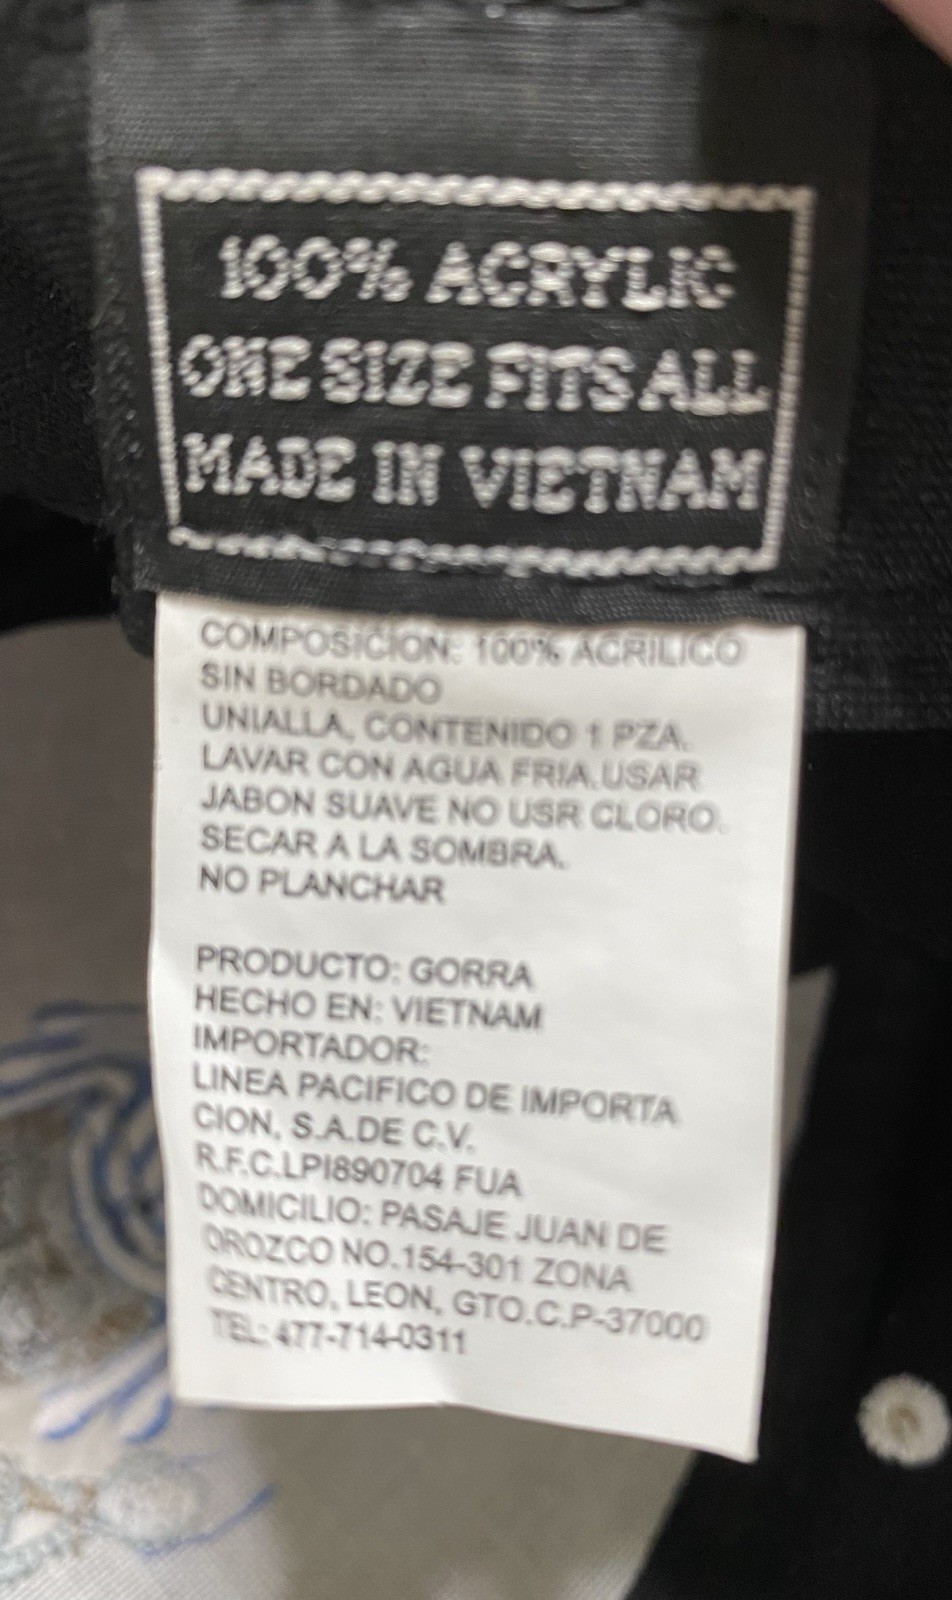 100% ACRYLIC
ONE SIZE FITS ALL
MADE IN VIETNAM
COMPOSICION: 100% ACRILICO
SIN BORDADO
UNIALLA, CONTENIDO 1 PZA.
LAVAR CON AGUA FRIA.USAR
JABON SUAVE NO USR CLORO.
SECAR A LA SOMBRA.
NO PLANCHAR
PRODUCTO: GORRA
HECHO EN: VIETNAM
IMPORTADOR:
LINEA PACIFICO DE IMPORTA
CION, S.A.DE C.V.
R.F.C.LPI890704 FUA
DOMICILIO: PASAJE JUAN DE
OROZCO NO.154-301 ZONA
CENTRO, LEON, GTO.C.P-37000
TEL: 477-714-0311